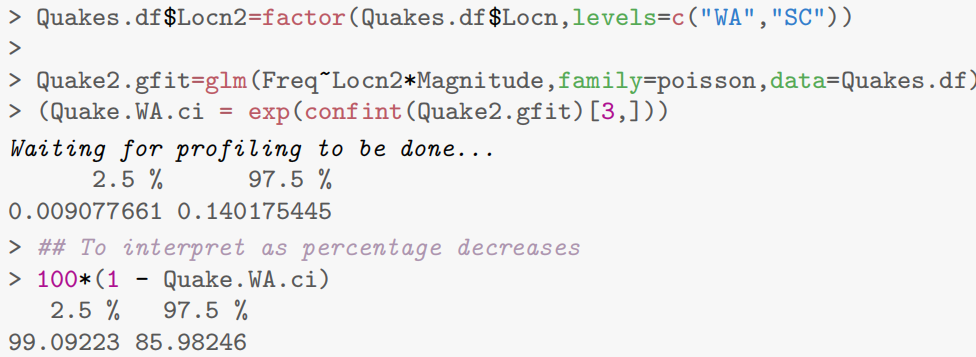 > Quakes.df$Locn2=factor(Quakes.df$Locn,levels=c("WA","SC"))
>
> Quake2.gfit=glm(Freq~Locn2*Magnitude,family=poisson,data=Quakes.df)
> (Quake.WA.ci = exp(confint(Quake2.gfit)[3,]))
Waiting for profiling to be done...
2.5 % 97.5 %
0.009077661 0.140175445
> ## To interpret as percentage decreases
> 100*(1 - Quake.WA.ci)
2.5 % 97.5 %
99.09223 85.98246